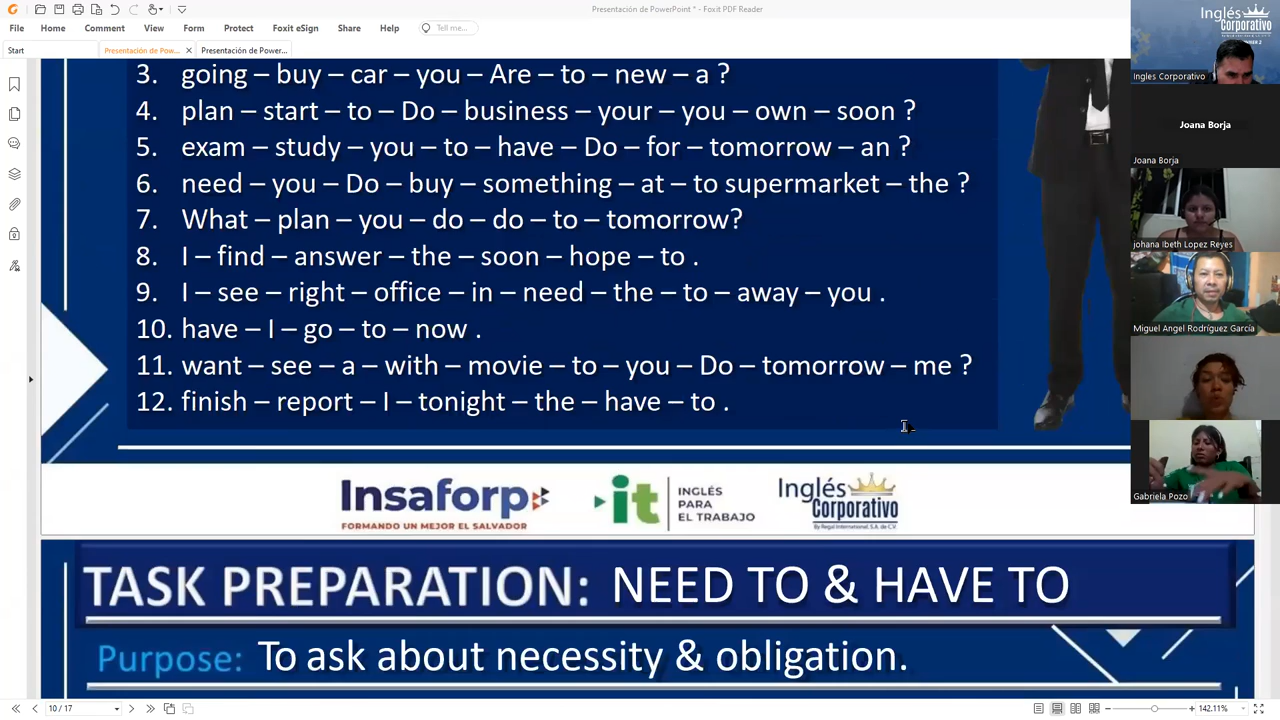 Presentación de PowerPoint * - Foxit PDF Reader
File Home Comment View Form Protect Foxit eSign Share Help Tell me...
Start Presentación de Pow... Presentación de Power...
3. going – buy – car – you – Are – to – new – a ?
4. plan – start – to – Do – business – your – you – own – soon ?
5. exam – study – you – to – have – Do – for – tomorrow – an ?
6. need – you – Do – buy – something – at – to supermarket – the ?
7. What – plan – you – do – do – to – tomorrow?
8. I – find – answer – the – soon – hope – to .
9. I – see – right – office – in – need – the – to – away – you .
10. have – I – go – to – now .
11. want – see – a – with – movie – to – you – Do – tomorrow – me ?
12. finish – report – I – tonight – the – have – to .
Insaforp
FORMANDO UN MEJOR EL SALVADOR
it
INGLÉS
PARA
EL TRABAJO
Inglés
Corporativo
By Regal International, S.A. de C.V.
TASK PREPARATION: NEED TO & HAVE TO
Purpose: To ask about necessity & obligation.
10 / 17
142.11%
Inglés
Corporativo
Ingles Corporativo
Joana Borja
Joana Borja
johana Ibeth Lopez Reyes
Miguel Angel Rodríguez García
Gabriela Pozo